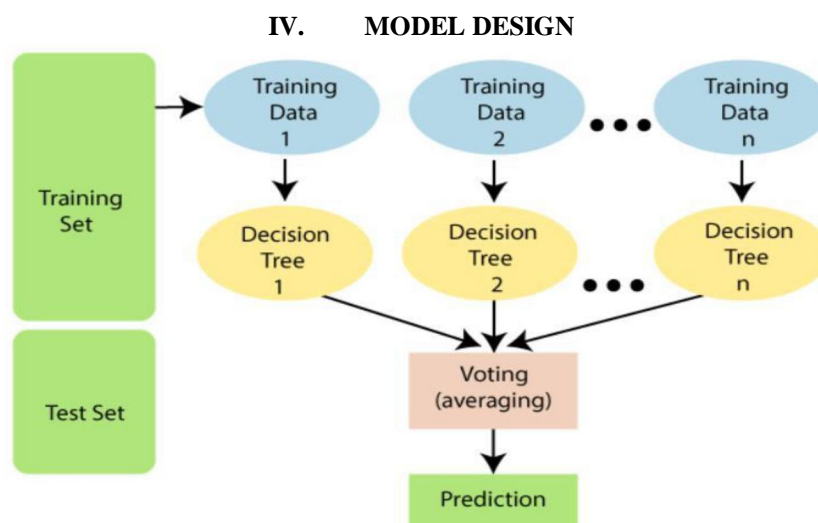 IV. MODEL DESIGN
Training
Data
1
Training
Data
2
Training
Data
n
Training
Set
Decision
Tree
1
Decision
Tree
2
Decision
Tree
n
Voting
(averaging)
Test Set
Prediction